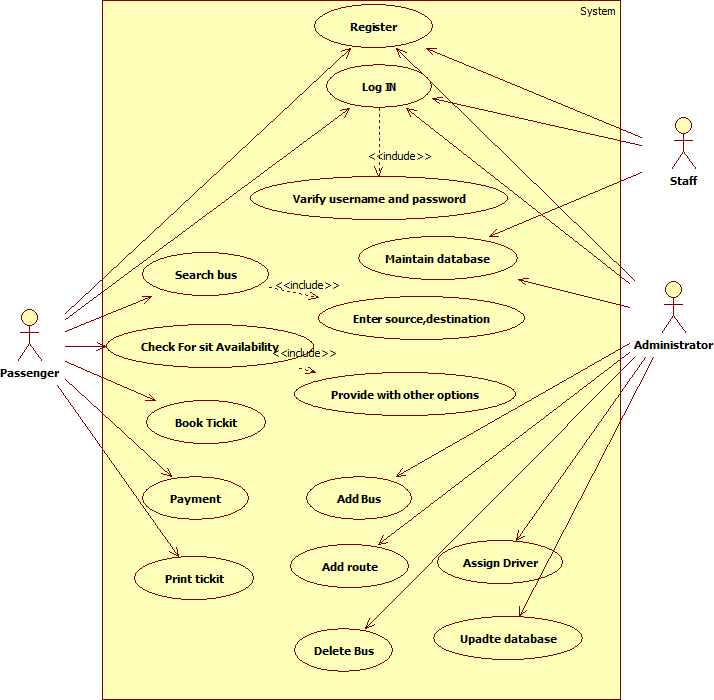 System
Register
Log IN
<<indude>>
Staff
Varify username and password
Maintain database
Search bus
<<include>>
Enter source,destination
Check For sit Availability
<<include>>
Passenger
Administrator
Provide with other options
Book Tickit
Payment
Add Bus
Add route
Assign Driver
Print tickit
Delete Bus
Upadte database